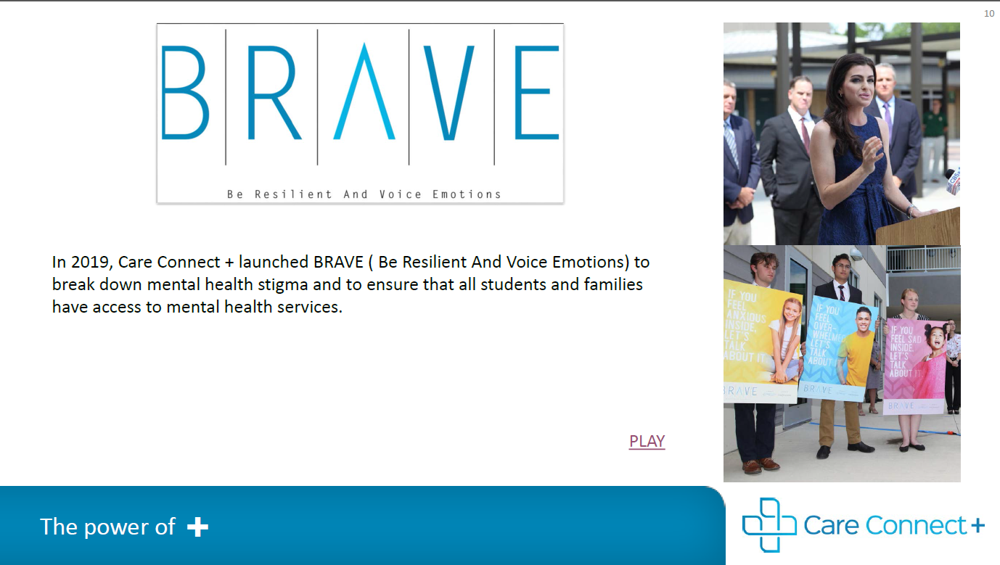 10
BRAVE
Be Resilient And Voice Emotions
In 2019, Care Connect + launched BRAVE ( Be Resilient And Voice Emotions) to
break down mental health stigma and to ensure that all students and families
have access to mental health services.
PLAY
CBS
IF YOU
FEEL
ANXIOUS
INSIDE,
LET'S
TALK
ABOUT IT.
BRAVE
IF YOU
FEEL
OVER-
WHELMED
LET'S
TALK
ABOUT IT.
BRAVE
IF YOU
FEEL SAD
INSIDE,
LET'S
TALK
ABOUT IT.
BRAVE
The power of +
Care Connect +